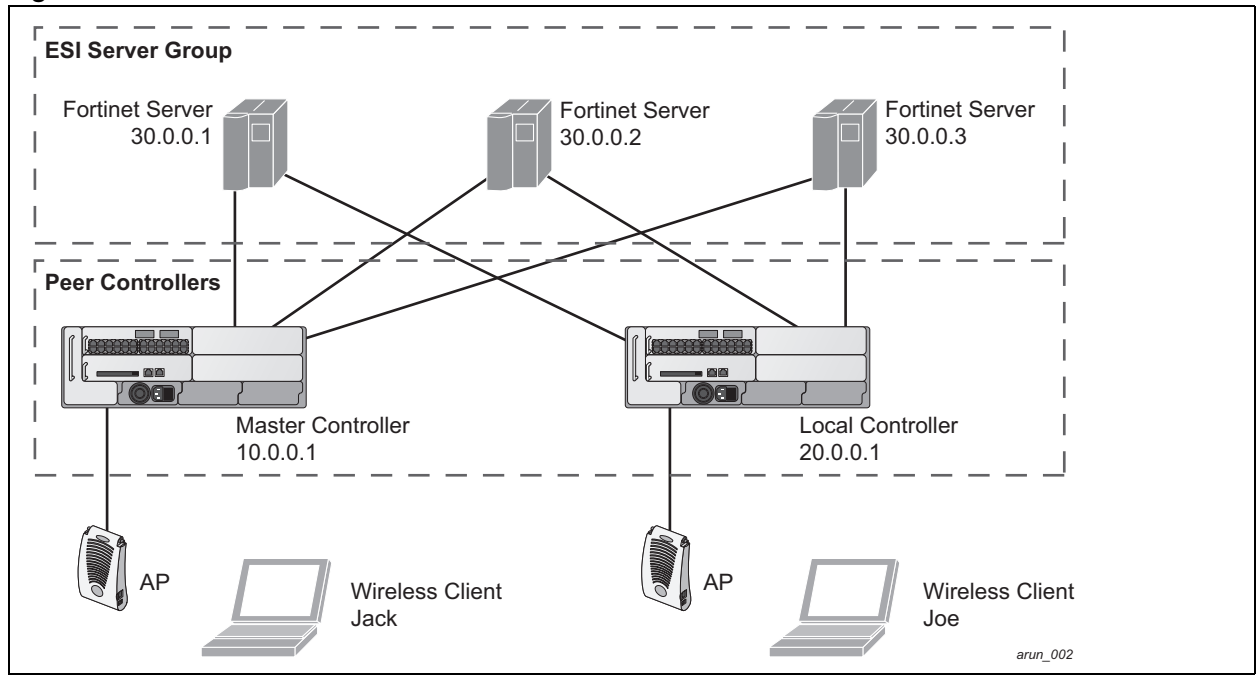 ESI Server Group
Fortinet Server
30.0.0.1
Fortinet Server
30.0.0.2
Fortinet Server
30.0.0.3
Peer Controllers
Master Controller
10.0.0.1
Local Controller
20.0.0.1
AP
Wireless Client
Jack
AP
Wireless Client
Joe
arun_002